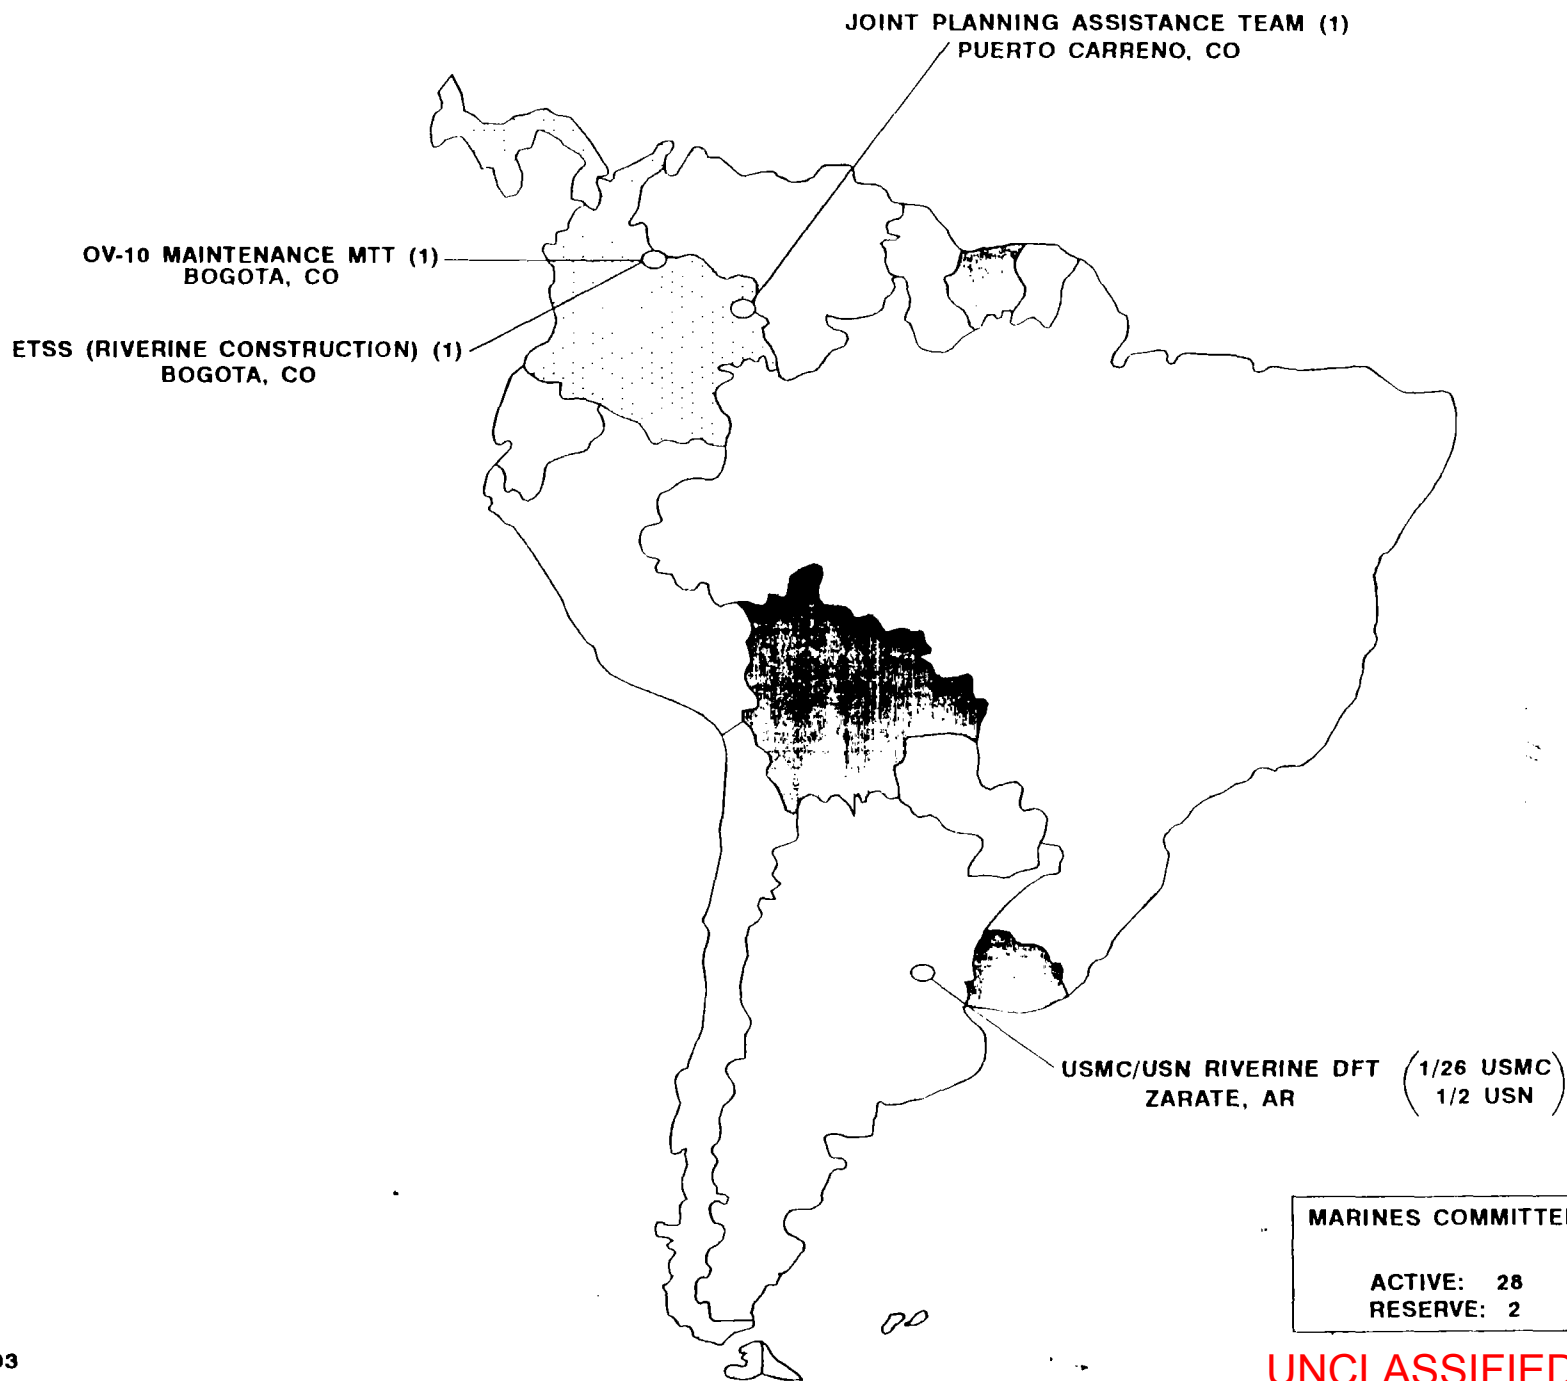 JOINT PLANNING ASSISTANCE TEAM (1)
PUERTO CARRENO, CO
OV-10 MAINTENANCE MTT (1)
BOGOTA, CO
ETSS (RIVERINE CONSTRUCTION) (1)
BOGOTA, CO
USMC/USN RIVERINE DFT (1/26 USMC)
ZARATE, AR (1/2 USN)
MARINES COMMITTE
ACTIVE: 28
RESERVE: 2
93
UNCLASSIFIED